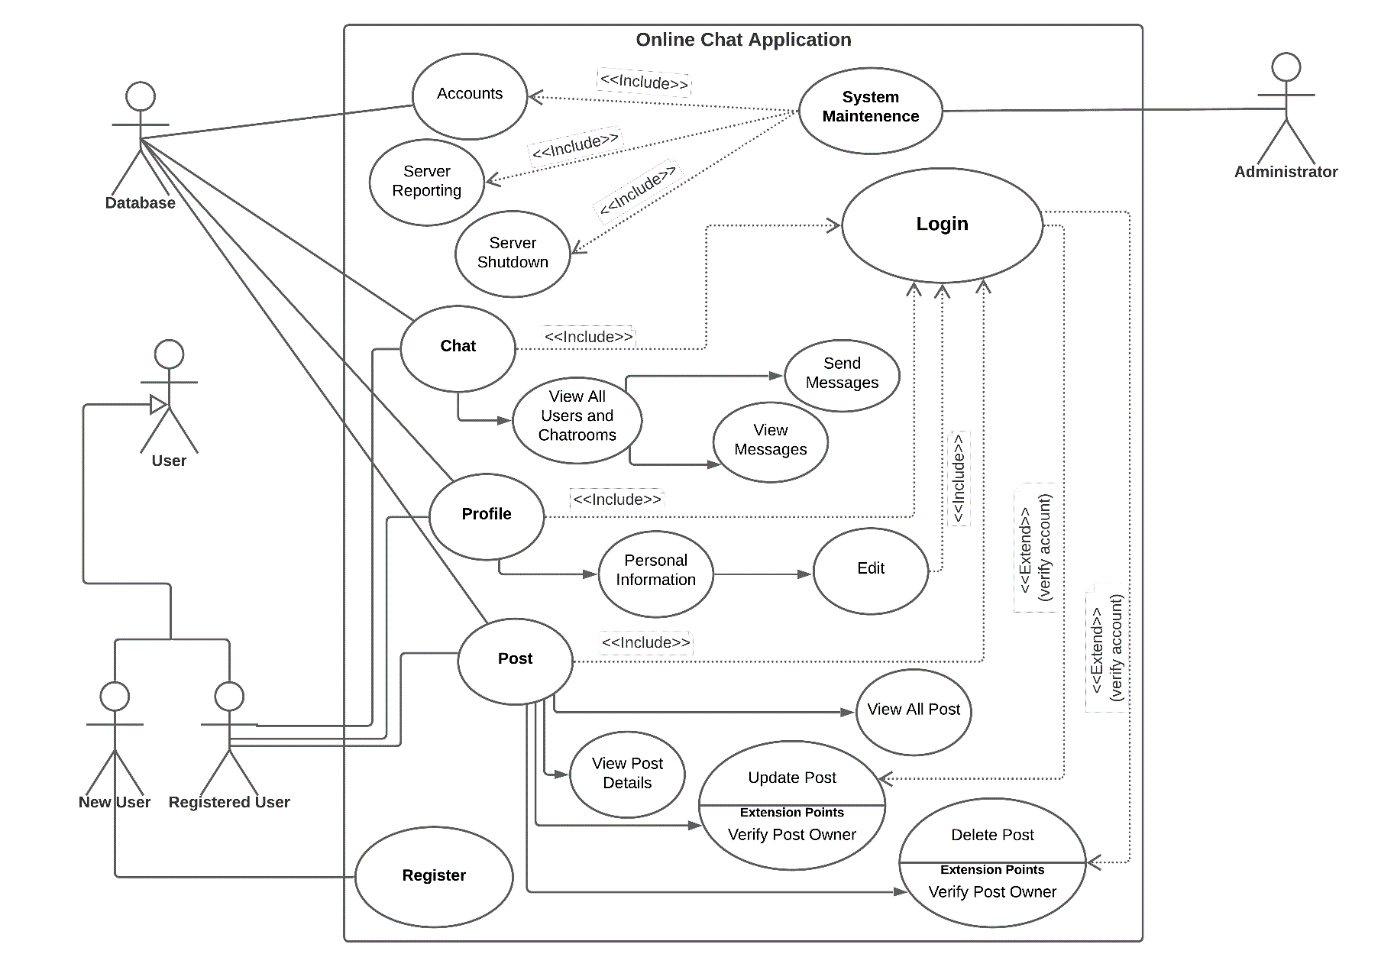 Online Chat Application
Accounts
<<Include>>
System
Maintenence
Administrator
Database
Server
Reporting
<<Include>>
Server
Shutdown
<<Include>>
Login
Chat
<<Include>>
View All
Users and
Chatrooms
Send
Messages
View
Messages
User
Profile
<<Include>>
<<Include>>
Personal
Information
Edit
<<Extend>>
(verify account)
<<Extend>>
(verify account)
Post
<<Include>>
View All Post
View Post
Details
Update Post
Extension Points
Verify Post Owner
New User
Registered User
Delete Post
Extension Points
Verify Post Owner
Register